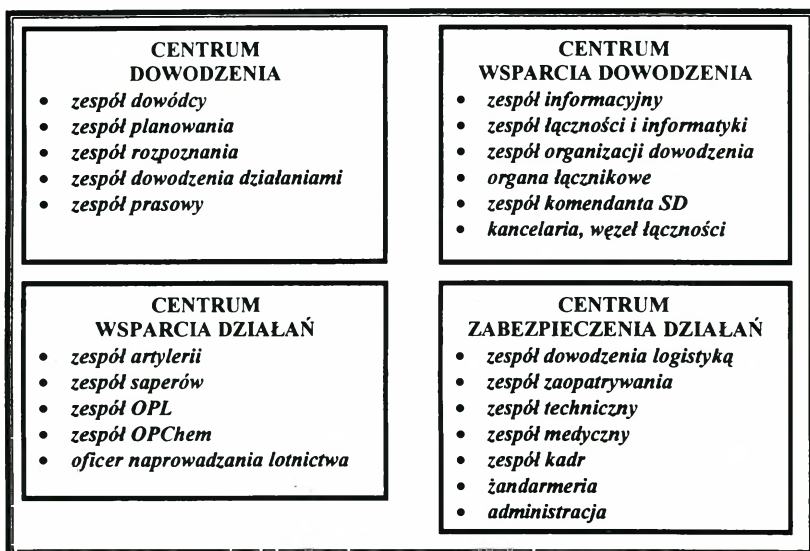 CENTRUM
DOWODZENIA
• zespół dowódcy
• zespół planowania
• zespół rozpoznania
• zespół dowodzenia działaniami
• zespół prasowy
CENTRUM
WSPARCIA DOWODZENIA
• zespół informacyjny
• zespół łączności i informatyki
• zespół organizacji dowodzenia
• organa łącznikowe
• zespół komendanta SD
• kancelaria, węzeł łączności
CENTRUM
WSPARCIA DZIAŁAŃ
• zespół artylerii
• zespół saperów
• zespół OPL
• zespół OPChem
• oficer naprowadzania lotnictwa
CENTRUM
ZABEZPIECZENIA DZIAŁAŃ
• zespół dowodzenia logistyką
• zespół zaopatrywania
• zespół techniczny
• zespół medyczny
• zespół kadr
• żandarmeria
• administracja